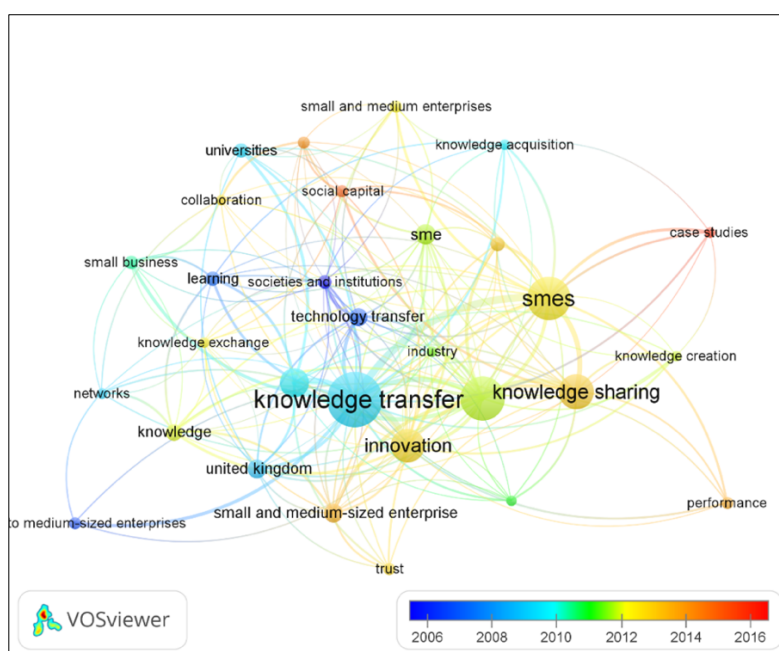 small and medium enterprises
universities
knowledge acquisition
social capital
collaboration
case studies
sme
small business
learning
societies and institutions
smes
technology transfer
knowledge exchange
industry
knowledge creation
networks
knowledge transfer
knowledge sharing
knowledge
innovation
united kingdom
performance
small and medium-sized enterprise
to medium-sized enterprises
trust
VOSviewer
2006 2008 2010 2012 2014 2016